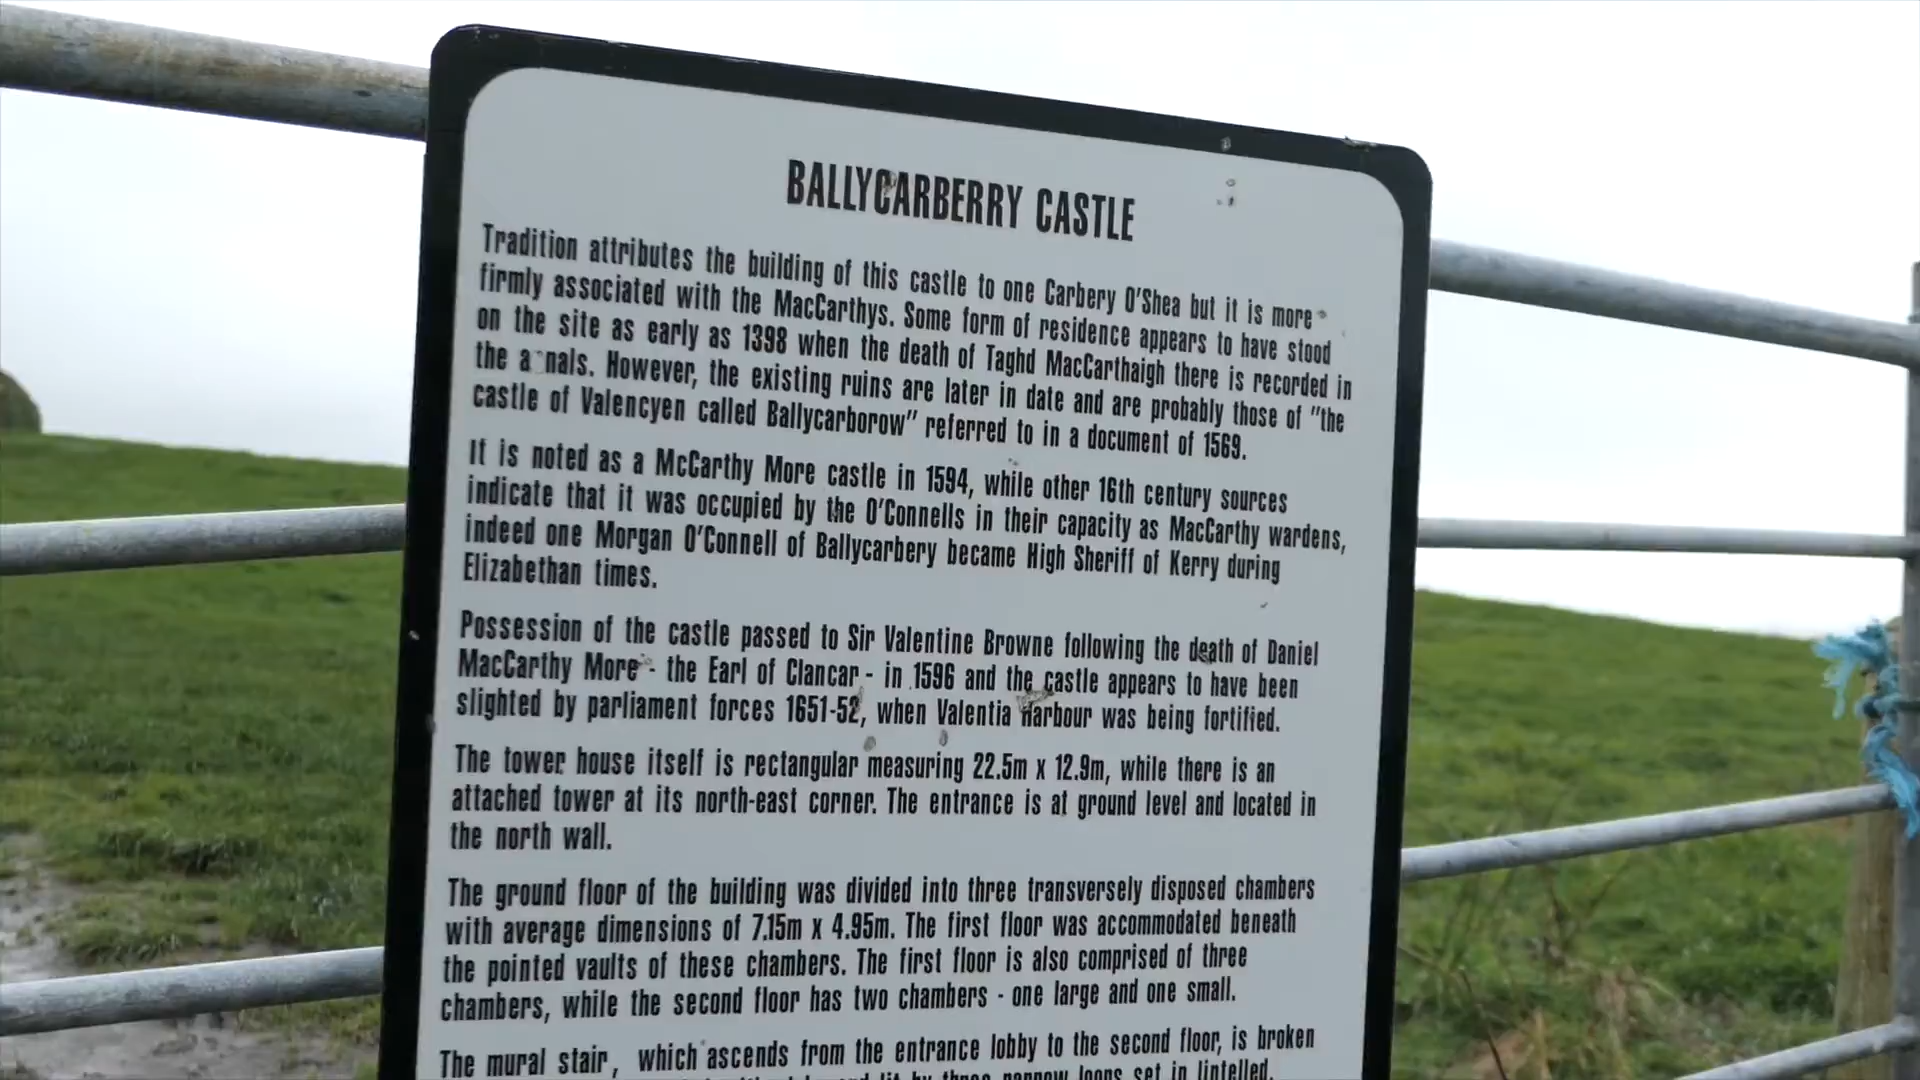 BALLYCARBERRY CASTLE
Tradition attributes the building of this castle to one Carbery O'Shea but it is more
firmly associated with the MacCarthys. Some form of residence appears to have stood
on the site as early as 1398 when the death of Taghd MacCarthaigh there is recorded in
the a nals. However, the existing ruins are later in date and are probably those of "the
castle of Valencyen called Ballycarborow" referred to in a document of 1569.
It is noted as a McCarthy More castle in 1594, while other 16th century sources
indicate that it was occupied by the O'Connells in their capacity as MacCarthy wardens,
indeed one Morgan O'Connell of Ballycarbery became High Sheriff of Kerry during
Elizabethan times.
Possession of the castle passed to Sir Valentine Browne following the death of Daniel
MacCarthy More - the Earl of Clancar - in 1596 and the castle appears to have been
slighted by parliament forces 1651-52, when Valentia Harbour was being fortified.
The tower house itself is rectangular measuring 22.5m x 12.9m, while there is an
attached tower at its north-east corner. The entrance is at ground level and located in
the north wall.
The ground floor of the building was divided into three transversely disposed chambers
with average dimensions of 7.15m x 4.95m. The first floor was accommodated beneath
the pointed vaults of these chambers. The first floor is also comprised of three
chambers, while the second floor has two chambers - one large and one small.
The mural stair, which ascends from the entrance lobby to the second floor, is broken
lit by three narrow loops set in lintelled,